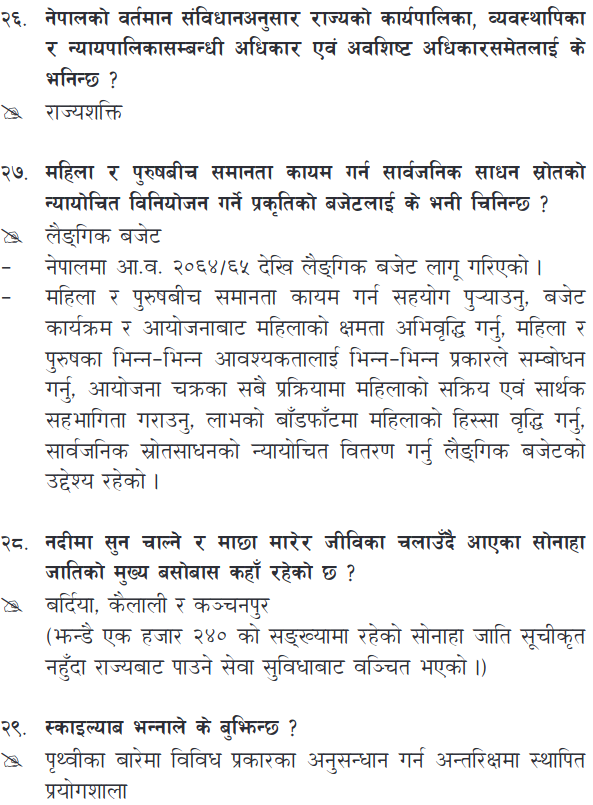 २६. नेपालको वर्तमान संविधानअनुसार राज्यको कार्यपालिका, व्यवस्थापिका
र न्यायपालिकासम्बन्धी अधिकार एवं अवशिष्ट अधिकारसमेतलाई के
भनिन्छ ?
राज्यशक्ति
२७. महिला र पुरुषबीच समानता कायम गर्न सार्वजनिक साधन स्रोतको
न्यायोचित विनियोजन गर्ने प्रकृतिको बजेटलाई के भनी चिनिन्छ ?
लैङ्गिक बजेट
– नेपालमा आ.व. २०६४/६५ देखि लैङ्गिक बजेट लागू गरिएको ।
– महिला र पुरुषबीच समानता कायम गर्न सहयोग पुऱ्याउनु, बजेट
कार्यक्रम र आयोजनाबाट महिलाको क्षमता अभिवृद्धि गर्नु, महिला र
पुरुषका भिन्न–भिन्न आवश्यकतालाई भिन्न–भिन्न प्रकारले सम्बोधन
गर्नु, आयोजना चक्रका सबै प्रक्रियामा महिलाको सक्रिय एवं सार्थक
सहभागिता गराउनु, लाभको बाँडफाँटमा महिलाको हिस्सा वृद्धि गर्नु,
सार्वजनिक स्रोतसाधनको न्यायोचित वितरण गर्नु लैङ्गिक बजेटको
उद्देश्य रहेको ।
२८. नदीमा सुन चाल्ने र माछा मारेर जीविका चलाउँदै आएका सोनाहा
जातिको मुख्य बसोबास कहाँ रहेको छ ?
बर्दिया, कैलाली र कञ्चनपुर
(झन्डै एक हजार २४० को सङ्ख्यामा रहेको सोनाहा जाति सूचीकृत
नहुँदा राज्यबाट पाउने सेवा सुविधाबाट वञ्चित भएको ।)
२९. स्काइल्याब भन्नाले के बुझिन्छ ?
पृथ्वीका बारेमा विविध प्रकारका अनुसन्धान गर्न अन्तरिक्षमा स्थापित
प्रयोगशाला